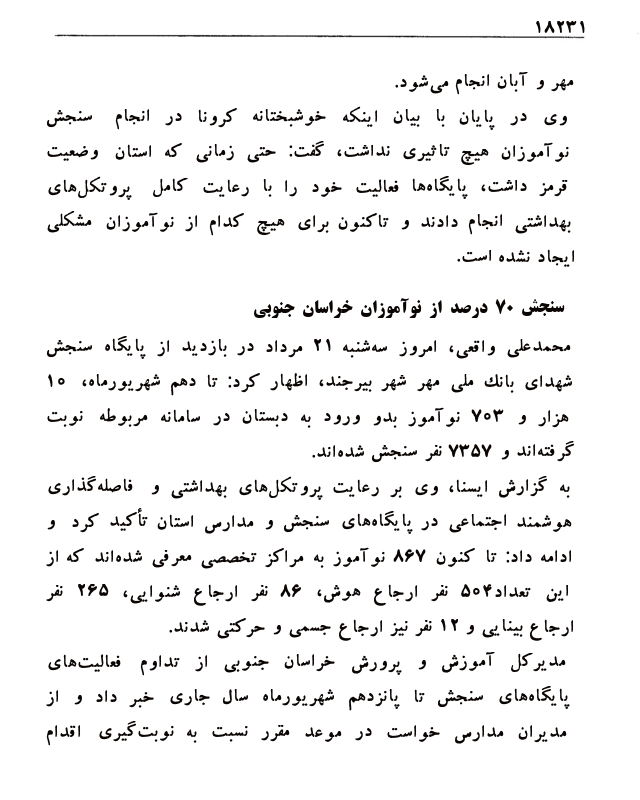 ۱۸۲۳۱
مهر و آبان انجام می‌شود.
وی در پایان با بیان اینکه خوشبختانه کرونا در انجام سنجش
نوآموزان هیچ تاثیری نداشت، گفت: حتی زمانی که استان وضعیت
قرمز داشت، پایگاه‌ها فعالیت خود را با رعایت کامل پروتکل‌های
بهداشتی انجام دادند و تاکنون برای هیچ کدام از نوآموزان مشکلی
ایجاد نشده است.
سنجش ۷۰ درصد از نوآموزان خراسان جنوبی
محمدعلی واقعی، امروز سه‌شنبه ۲۱ مرداد در بازدید از پایگاه سنجش
شهدای بانك ملی مهر شهر بیرجند، اظهار کرد: تا دهم شهریورماه، ۱۰
هزار و ۷۰۳ نوآموز بدو ورود به دبستان در سامانه مربوطه نوبت
گرفته‌اند و ۷۳۵۷ نفر سنجش شده‌اند.
به گزارش ایسنا، وی بر رعایت پروتکل‌های بهداشتی و فاصله‌گذاری
هوشمند اجتماعی در پایگاه‌های سنجش و مدارس استان تأکید کرد و
ادامه داد: تا کنون ۸۶۷ نوآموز به مراکز تخصصی معرفی شده‌اند که از
این تعداد۵۰۴ نفر ارجاع هوش، ۸۶ نفر ارجاع شنوایی، ۲۶۵ نفر
ارجاع بینایی و ۱۲ نفر نیز ارجاع جسمی و حرکتی شدند.
مدیرکل آموزش و پرورش خراسان جنوبی از تداوم فعالیت‌های
پایگاه‌های سنجش تا پانزدهم شهریورماه سال جاری خبر داد و از
مدیران مدارس خواست در موعد مقرر نسبت به نوبت‌گیری اقدام